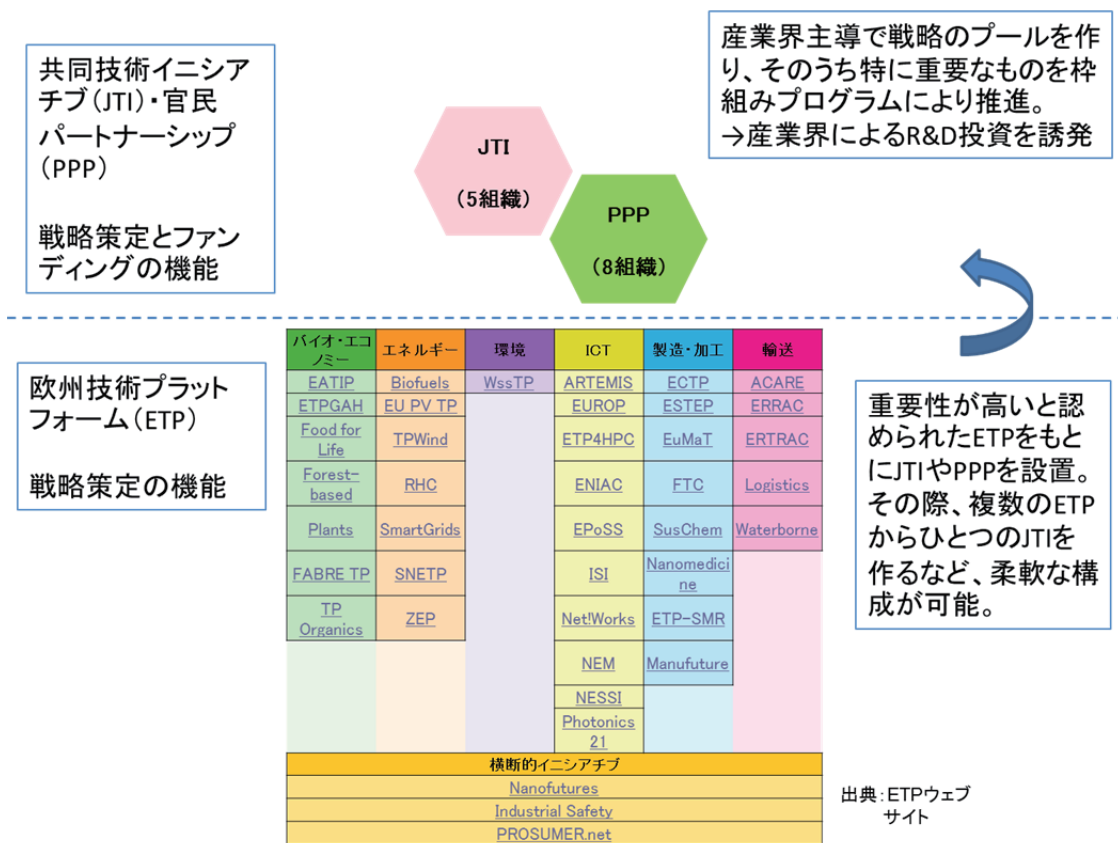 共同技術イニシア
チブ(JTI)・官民
パートナーシップ
(PPP)
戦略策定とファン
ディングの機能
産業界主導で戦略のプールを作
り、そのうち特に重要なものを枠
組みプログラムにより推進。
→産業界によるR&D投資を誘発
JTI
(5組織)
PPP
(8組織)
欧州技術プラット
フォーム(ETP)
戦略策定の機能
バイオ・エコ
ノミー
エネルギー
環境
ICT
製造・加工
輸送
EATIP
Biofuels
WssTP
ARTEMIS
ECTP
ACARE
ETPGAH
EU PV TP
EUROP
ESTEP
ERRAC
Food for
Life
TPWind
ETP4HPC
EuMaT
ERTRAC
Forest-
based
RHC
ENIAC
FTC
Logistics
Plants
SmartGrids
EPoSS
SusChem
Waterborne
FABRE TP
SNETP
ISI
Nanomedici
ne
TP
Organics
ZEP
Net!Works
ETP-SMR
NEM
Manufuture
NESSI
Photonics
21
横断的イニシアチブ
Nanofutures
Industrial Safety
PROSUMER.net
重要性が高いと認
められたETPをもと
にJTIやPPPを設置。
その際、複数のETP
からひとつのJTIを
作るなど、柔軟な構
成が可能。
出典:ETPウェブ
サイト